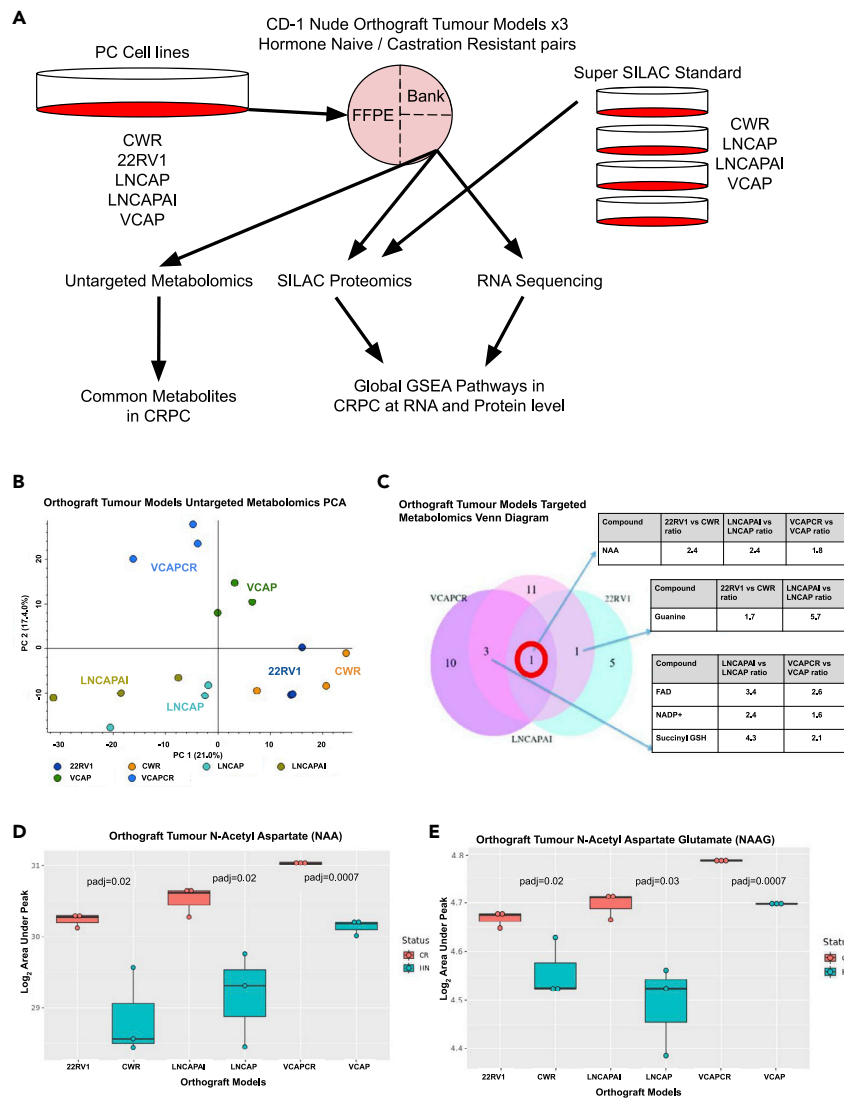 A
CD-1 Nude Orthograft Tumour Models x3
Hormone Naive / Castration Resistant pairs
PC Cell lines
CWR
22RV1
LNCAP
LNCAPAI
VCAP
FFPE
Bank
Super SILAC Standard
CWR
LNCAP
LNCAPAI
VCAP
Untargeted Metabolomics
SILAC Proteomics
RNA Sequencing
Common Metabolites
in CRPC
Global GSEA Pathways in
CRPC at RNA and Protein level
B
Orthograft Tumour Models Untargeted Metabolomics PCA
PC 2 (17.4.0%)
20
10
0
-10
VCAPCR
VCAP
22RV1
CWR
LNCAPAI
LNCAP
-30
-20
-10
0
10
20
PC 1 (21.0%)
22RV1
CWR
LNCAP
LNCAPAI
VCAP
VCAPCR
C
Orthograft Tumour Models Targeted
Metabolomics Venn Diagram
VCAPCR
22RV1
LNCAPAI
11
3
1
1
10
5
Compound
22RV1 vs CWR
ratio
LNCAPAI vs
LNCAP ratio
VCAPCR vs
VCAP ratio
NAA
2.4
2.4
1.8
Compound
22RV1 vs CWR
ratio
LNCAPAI vs
LNCAP ratio
Guanine
1.7
5.7
Compound
LNCAPAI vs
LNCAP ratio
VCAPCR vs
VCAP ratio
FAD
3.4
2.6
NADP+
2.4
1.6
Succinyl GSH
4.3
2.1
D
Orthograft Tumour N-Acetyl Aspartate (NAA)
Log2 Area Under Peak
31
30
29
padj=0.02
padj=0.02
padj=0.0007
22RV1
CWR
LNCAPAI
LNCAP
VCAPCR
VCAP
Orthograft Models
Status
CR
HN
E
Orthograft Tumour N-Acetyl Aspartate Glutamate (NAAG)
Log2 Area Under Peak
4.8
4.7
4.6
4.5
4.4
padj=0.02
padj=0.03
padj=0.0007
22RV1
CWR
LNCAPAI
LNCAP
VCAPCR
VCAP
Orthograft Models